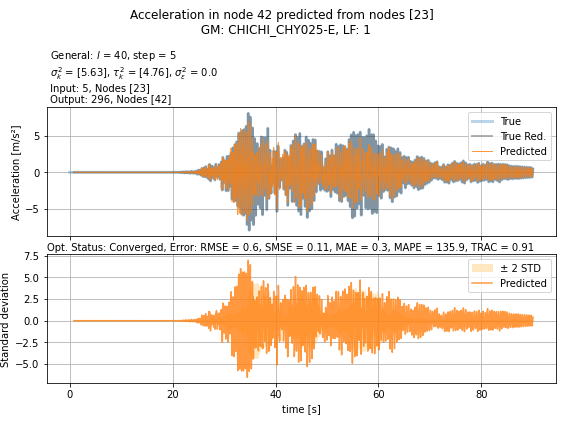 Acceleration in node 42 predicted from nodes [23]
GM: CHICHI_CHY025-E, LF: 1
General: l = 40, step = 5
σ²ₖ = [5.63], τ²ₖ = [4.76], σ²ε = 0.0
Input: 5, Nodes [23]
Output: 296, Nodes [42]
Acceleration [m/s²]
5
0
−5
True
True Red.
Predicted
Opt. Status: Converged, Error: RMSE = 0.6, SMSE = 0.11, MAE = 0.3, MAPE = 135.9, TRAC = 0.91
Standard deviation
7.5
5.0
2.5
0.0
−2.5
−5.0
± 2 STD
Predicted
0 20 40 60 80
time [s]